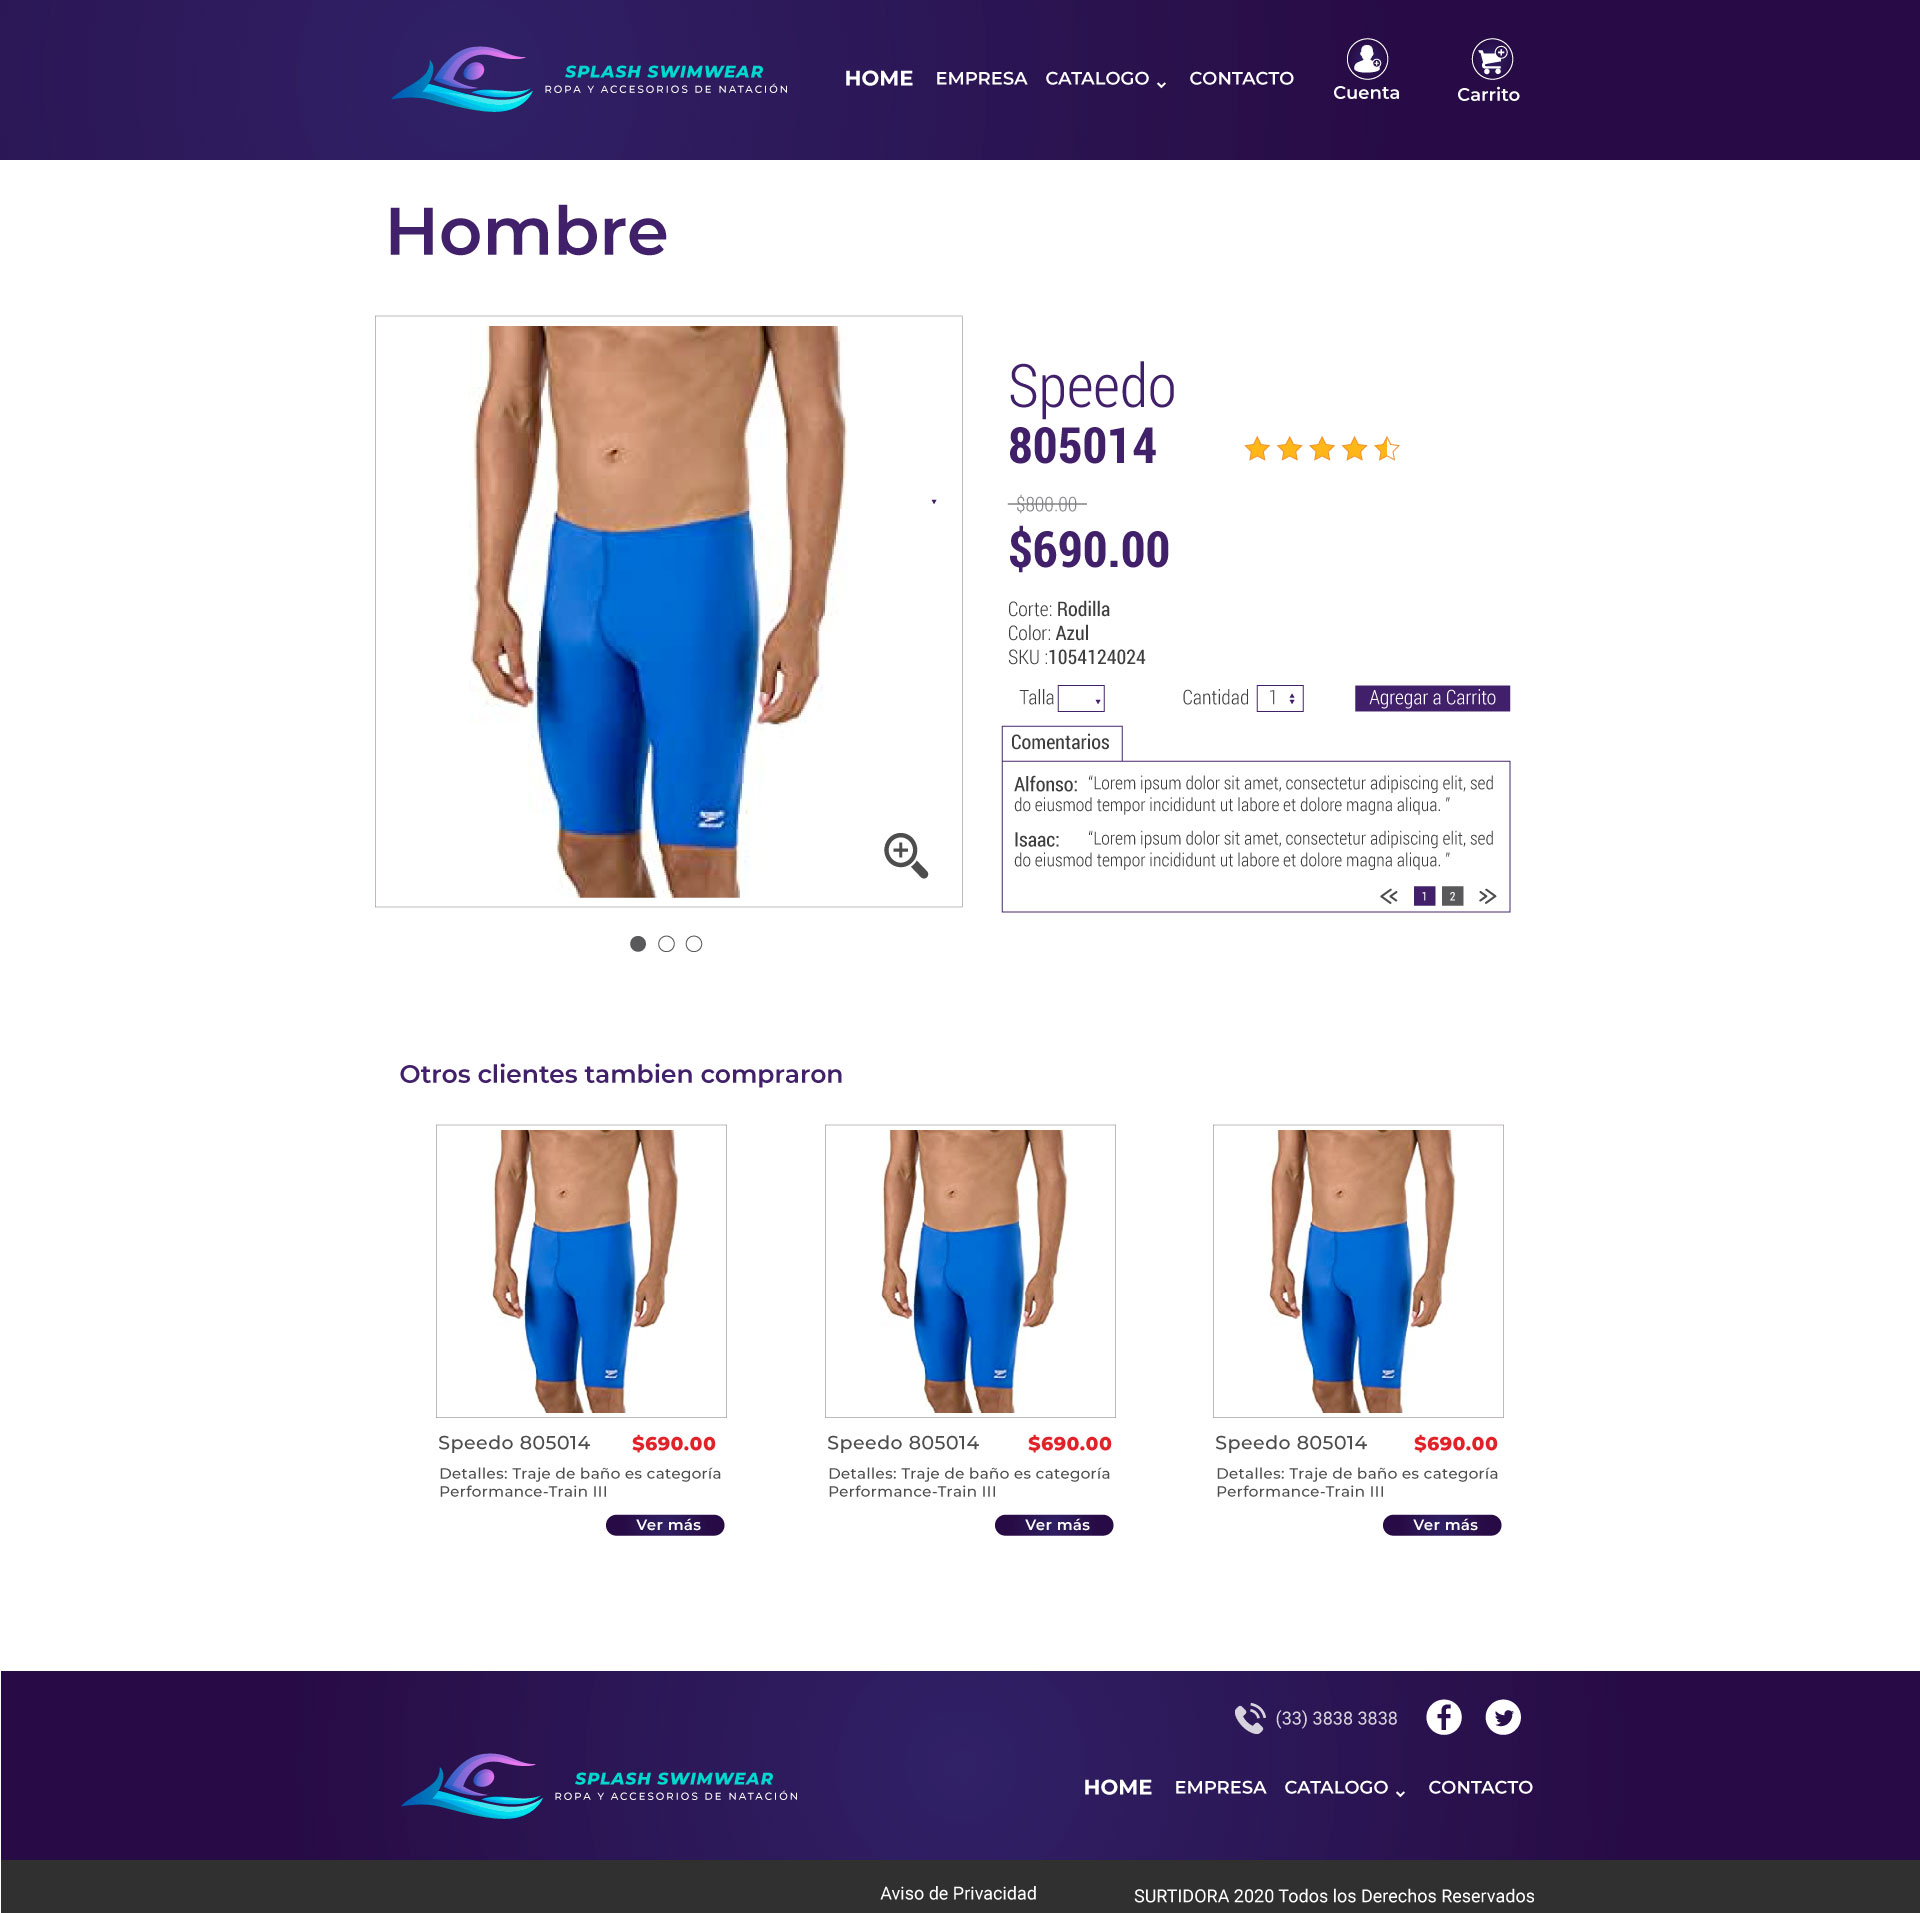 SPLASH SWIMWEAR
ROPA Y ACCESORIOS DE NATACIÓN
HOME EMPRESA CATALOGO CONTACTO
Cuenta
Carrito
Hombre
Speedo
805014
$800.00
$690.00
Corte: Rodilla
Color: Azul
SKU :1054124024
Talla
Cantidad 1
Agregar a Carrito
Comentarios
Alfonso: “Lorem ipsum dolor sit amet, consectetur adipiscing elit, sed
do eiusmod tempor incididunt ut labore et dolore magna aliqua. ”
Isaac: “Lorem ipsum dolor sit amet, consectetur adipiscing elit, sed
do eiusmod tempor incididunt ut labore et dolore magna aliqua. ”
1 2
Otros clientes tambien compraron
Speedo 805014 $690.00
Detalles: Traje de baño es categoría
Performance-Train III
Ver más
Speedo 805014 $690.00
Detalles: Traje de baño es categoría
Performance-Train III
Ver más
Speedo 805014 $690.00
Detalles: Traje de baño es categoría
Performance-Train III
Ver más
(33) 3838 3838
SPLASH SWIMWEAR
ROPA Y ACCESORIOS DE NATACIÓN
HOME EMPRESA CATALOGO CONTACTO
Aviso de Privacidad
SURTIDORA 2020 Todos los Derechos Reservados